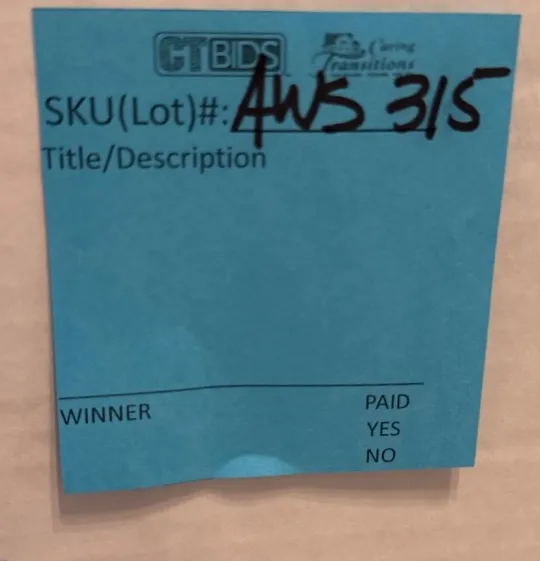 CTBIDS Caring
Transitions
SKU(Lot)#: AWS 315
Title/Description
WINNER PAID
YES
NO